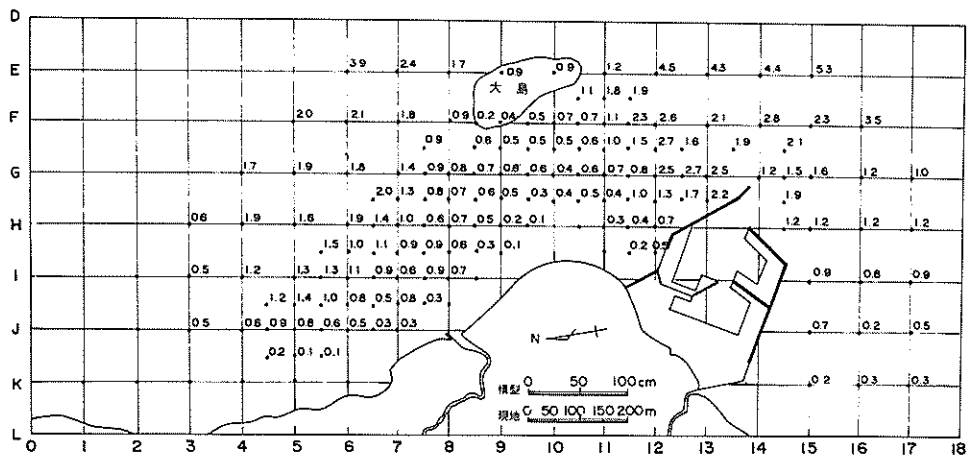 D
E 3.9 2.4 1.7 0.9 0.9 1.2 4.5 4.3 4.4 5.3
大島
1.1 1.8 1.9
F 2.0 2.1 1.8 0.9 0.2 0.4 0.5 0.7 0.7 1.1 2.3 2.6 2.1 2.8 2.3 3.5
0.9 0.6 0.5 0.5 0.6 1.0 1.5 2.7 1.6 1.9 2.1
G 1.7 1.9 1.8 1.4 0.9 0.8 0.7 0.6 0.4 0.7 0.8 2.5 2.7 2.5 1.2 1.5 1.6 1.2 1.0
2.0 1.3 0.8 0.7 0.6 0.5 0.3 0.4 0.5 0.4 1.0 1.3 1.7 2.2 1.9
H 0.6 1.9 1.6 1.9 1.4 1.0 0.6 0.7 0.5 0.2 0.1 0.3 0.4 0.7 1.2 1.2 1.2 1.2
1.5 1.0 1.1 0.9 0.9 0.6 0.3 0.1 0.2 0.5
I 0.5 1.2 1.3 1.3 1.1 0.9 0.6 0.9 0.7 0.9 0.8 0.9
1.2 1.4 1.0 0.8 0.5 0.8 0.3
J 0.5 0.6 0.9 0.8 0.6 0.5 0.3 0.3 0.7 0.2 0.5
N
0.2 0.1 0.1
K 0.2 0.3 0.3
模型 0 50 100cm
現地 0 50 100 150 200m
L
0 1 2 3 4 5 6 7 8 9 10 11 12 13 14 15 16 17 18